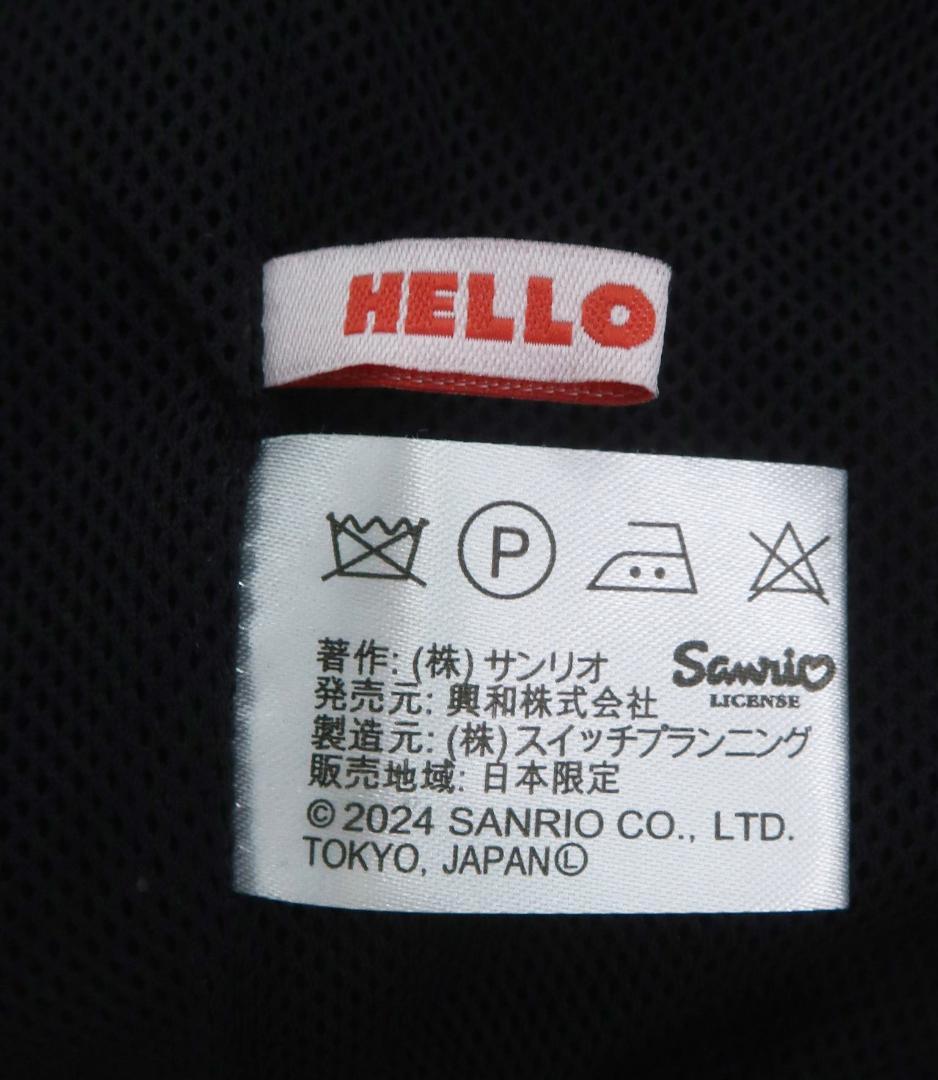 HELLO
P
著作: (株) サンリオ
Sanrio
LICENSE
発売元: 興和株式会社
製造元: (株) スイッチプランニング
販売地域: 日本限定
© 2024 SANRIO CO., LTD.
TOKYO, JAPANⓁ